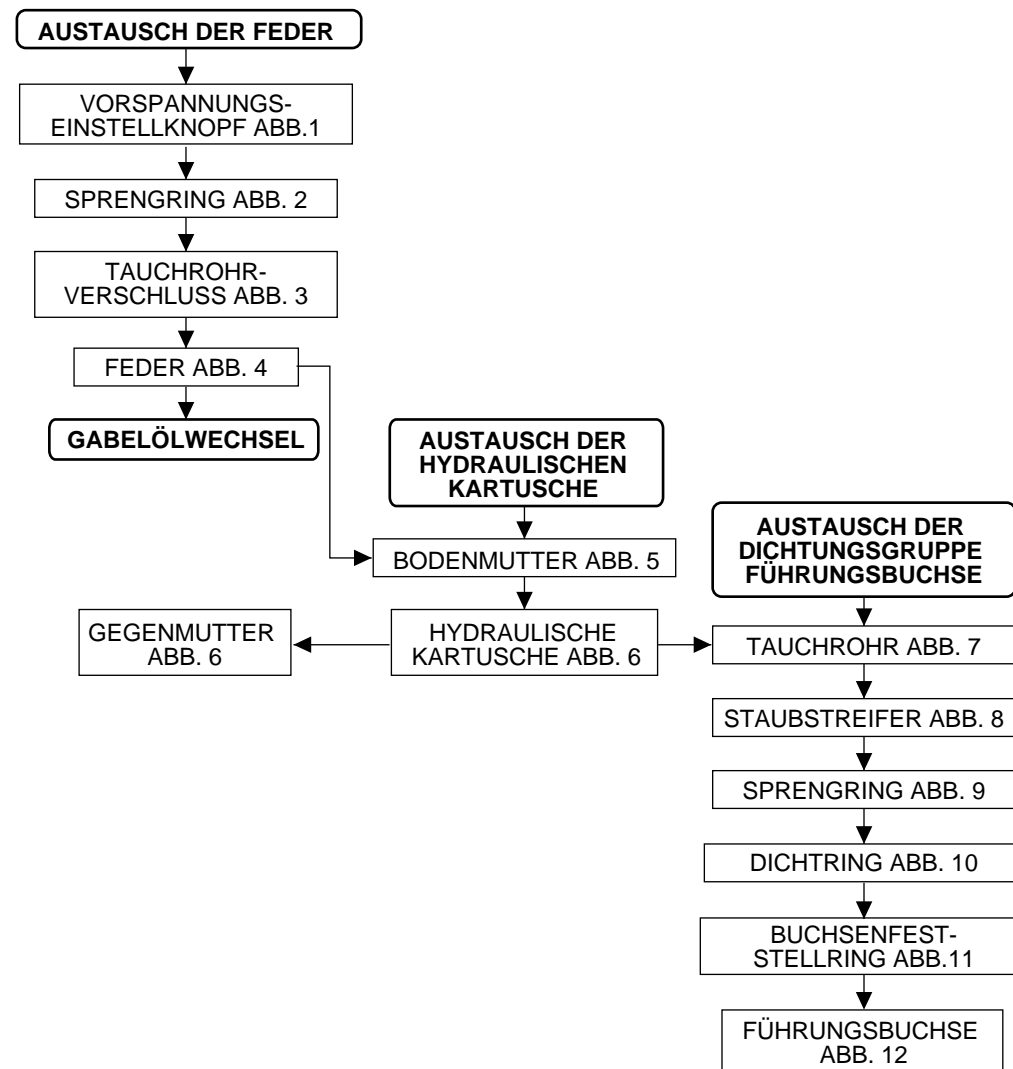 AUSTAUSCH DER FEDER
VORSPANNUNGS-
EINSTELLKNOPF ABB.1
SPRENGRING ABB. 2
TAUCHROHR-
VERSCHLUSS ABB. 3
FEDER ABB. 4
GABELÖLWECHSEL
AUSTAUSCH DER
HYDRAULISCHEN
KARTUSCHE
BODENMUTTER ABB. 5
GEGENMUTTER
ABB. 6
HYDRAULISCHE
KARTUSCHE ABB. 6
AUSTAUSCH DER
DICHTUNGSGRUPPE
FÜHRUNGSBUCHSE
TAUCHROHR ABB. 7
STAUBSTREIFER ABB. 8
SPRENGRING ABB. 9
DICHTRING ABB. 10
BUCHSENFEST-
STELLRING ABB.11
FÜHRUNGSBUCHSE
ABB. 12